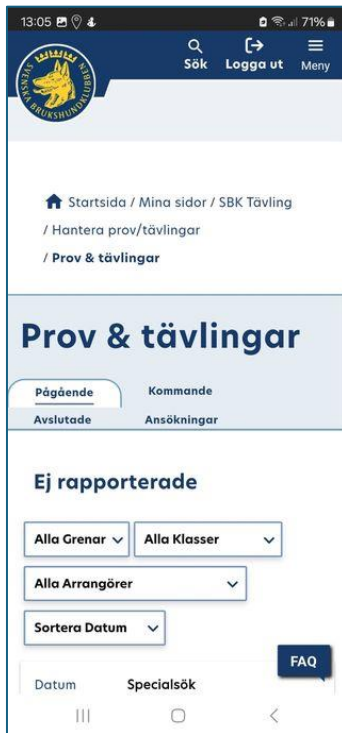 13:05 71%
SVENSKA BRUKSHUNDKLUBBEN
Sök Logga ut Meny
Startsida / Mina sidor / SBK Tävling
/ Hantera prov/tävlingar
/ Prov & tävlingar
Prov & tävlingar
Pågående Kommande
Avslutade Ansökningar
Ej rapporterade
Alla Grenar Alla Klasser
Alla Arrangörer
Sortera Datum
FAQ
Datum Specialsök